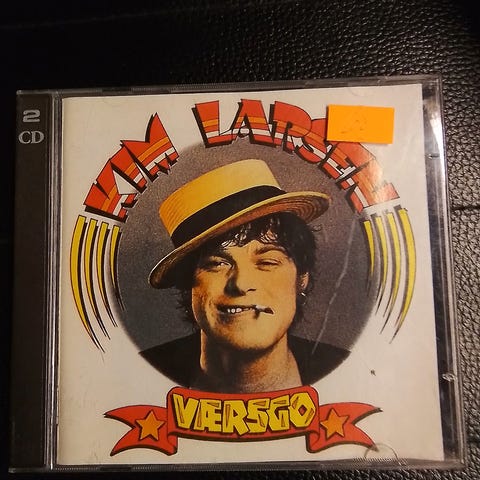 2
CD
KIM LARSEN
VÆRSGO